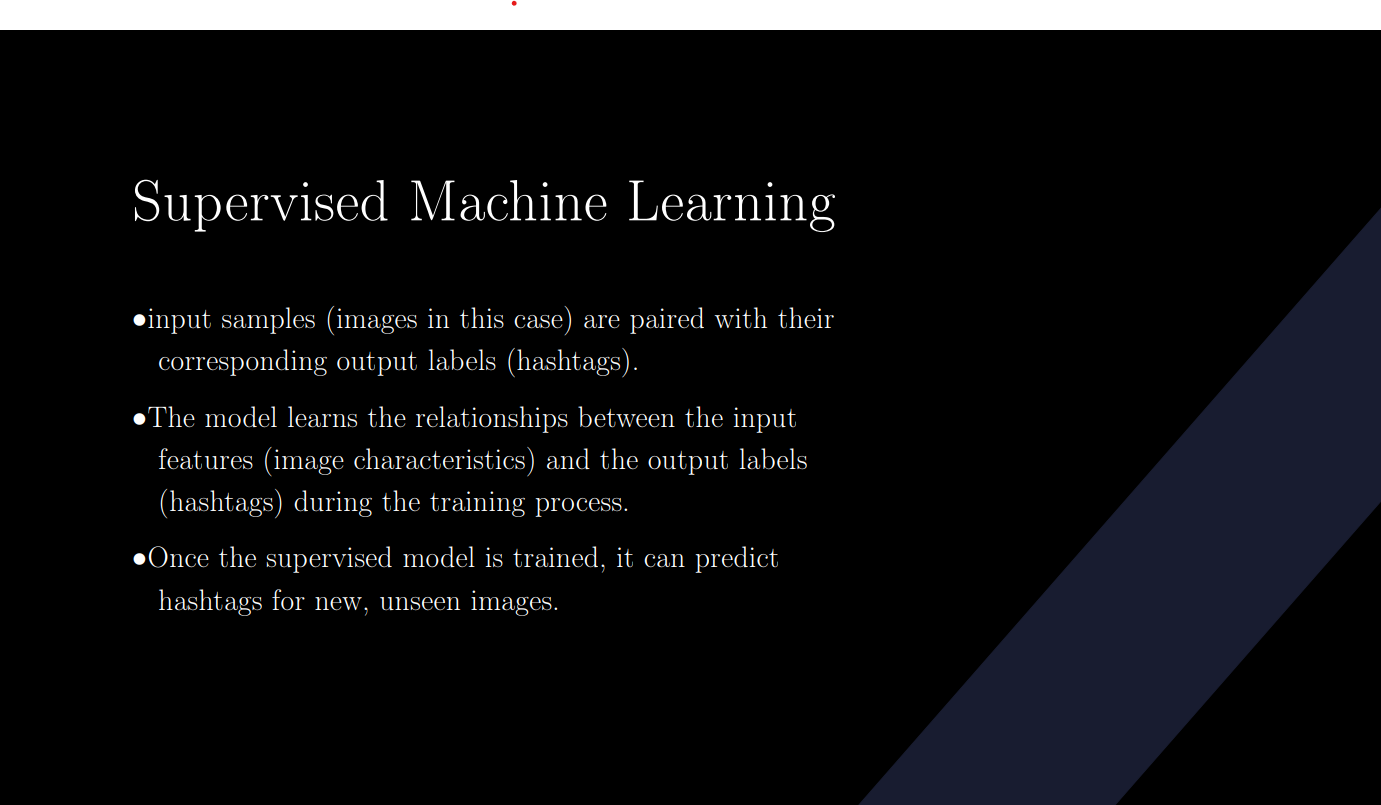 Supervised Machine Learning
●input samples (images in this case) are paired with their
corresponding output labels (hashtags).
●The model learns the relationships between the input
features (image characteristics) and the output labels
(hashtags) during the training process.
●Once the supervised model is trained, it can predict
hashtags for new, unseen images.